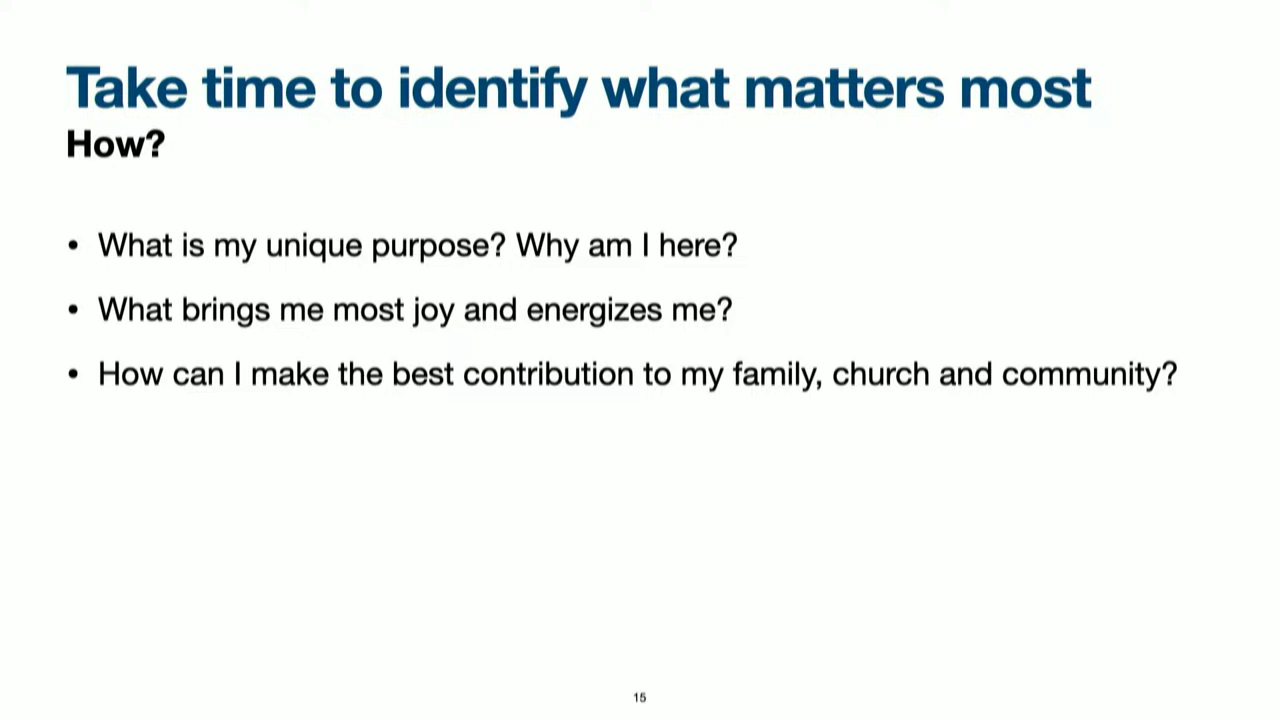 Take time to identify what matters most
How?
• What is my unique purpose? Why am I here?
• What brings me most joy and energizes me?
• How can I make the best contribution to my family, church and community?
15